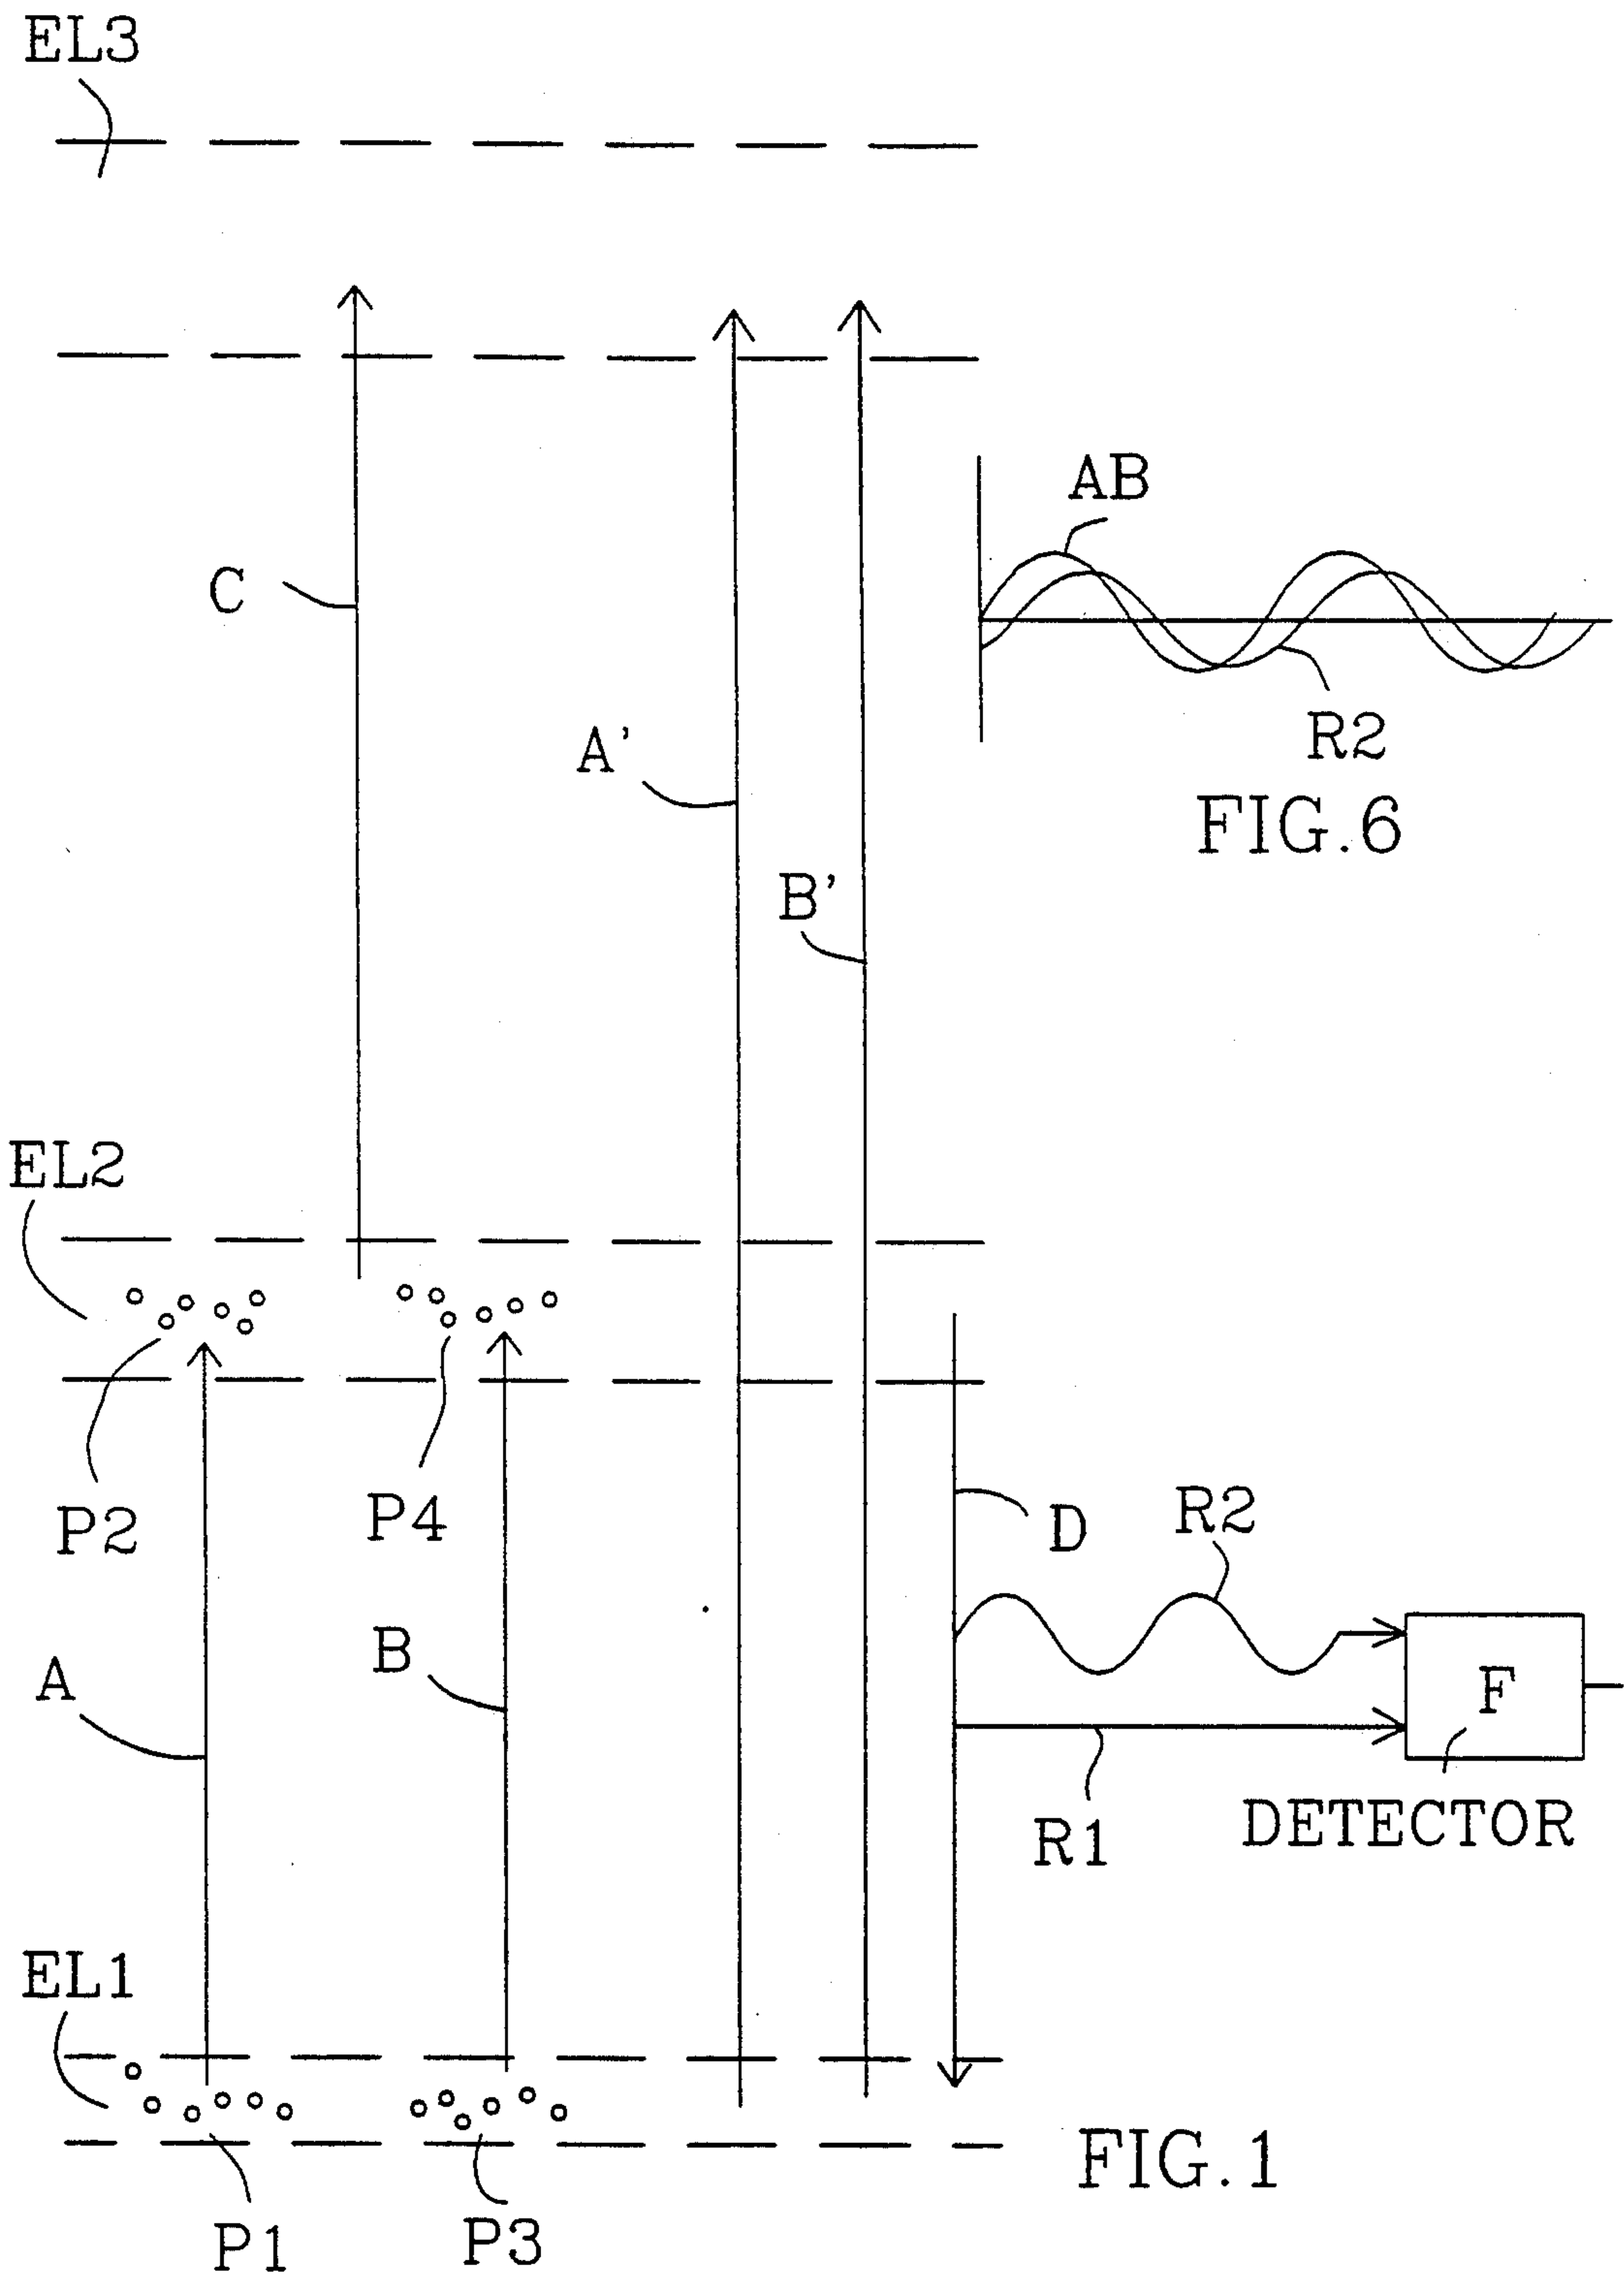 EL3
AB
C
R2
A'
FIG.6
B'
EL2
P2
P4
D
R2
B
A
F
R1
DETECTOR
EL1
FIG.1
P1
P3